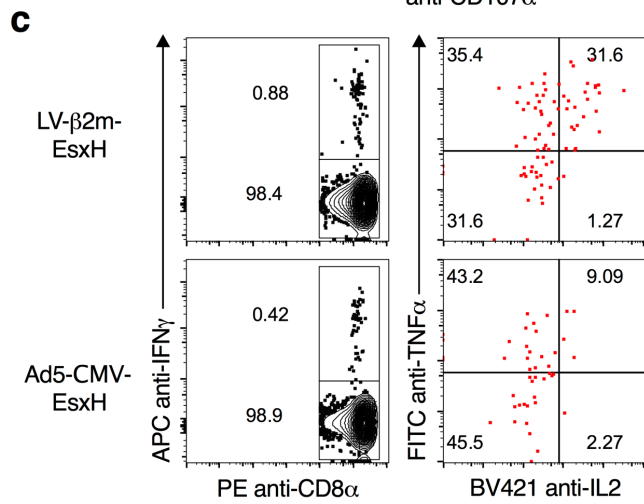 anti-CD107α
c
LV-β2m-
EsxH
0.88
98.4
35.4
31.6
31.6
1.27
Ad5-CMV-
EsxH
0.42
98.9
43.2
9.09
45.5
2.27
APC anti-IFNγ
FITC anti-TNFα
PE anti-CD8α
BV421 anti-IL2